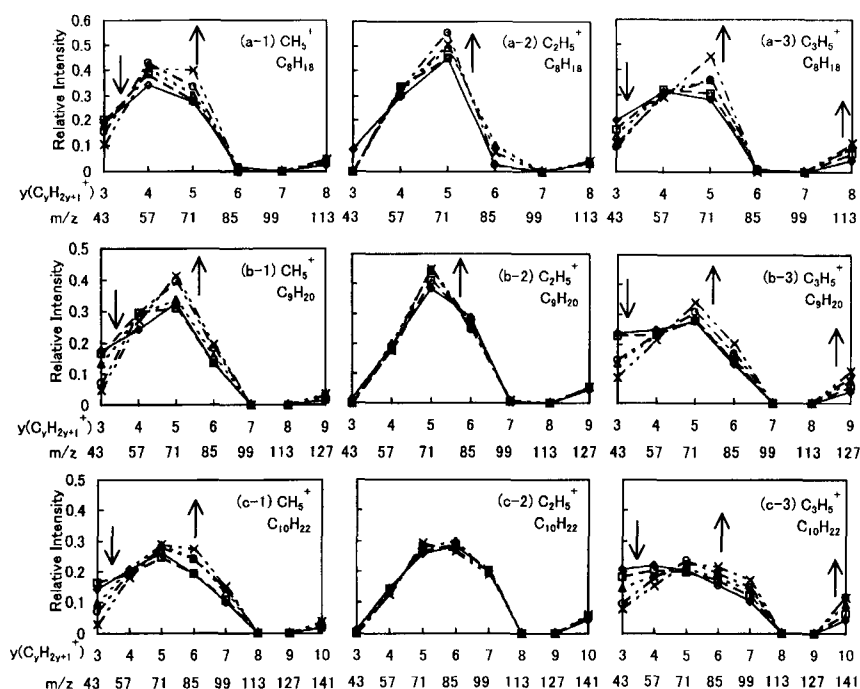 0.5
0.4
0.3
0.2
0.1
0
Relative Intensity
(a-1) CH5+
C8H18
(a-2) C2H5+
C8H18
(a-3) C3H5+
C8H18
y(CyH2y+1+) 3 4 5 6 7 8 3 4 5 6 7 8 3 4 5 6 7 8
m/z 43 57 71 85 99 113 43 57 71 85 99 113 43 57 71 85 99 113
0.5
0.4
0.3
0.2
0.1
0
Relative Intensity
(b-1) CH5+
C9H20
(b-2) C2H5+
C9H20
(b-3) C3H5+
C9H20
y(CyH2y+1+) 3 4 5 6 7 8 9 3 4 5 6 7 8 9 3 4 5 6 7 8 9
m/z 43 57 71 85 99 113 127 43 57 71 85 99 113 127 43 57 71 85 99 113 127
0.5
0.4
0.3
0.2
0.1
0
Relative Intensity
(c-1) CH5+
C10H22
(c-2) C2H5+
C10H22
(c-3) C3H5+
C10H22
y(CyH2y+1+) 3 4 5 6 7 8 9 10 3 4 5 6 7 8 9 10 3 4 5 6 7 8 9 10
m/z 43 57 71 85 99 113 127 141 43 57 71 85 99 113 127 141 43 57 71 85 99 113 127 141